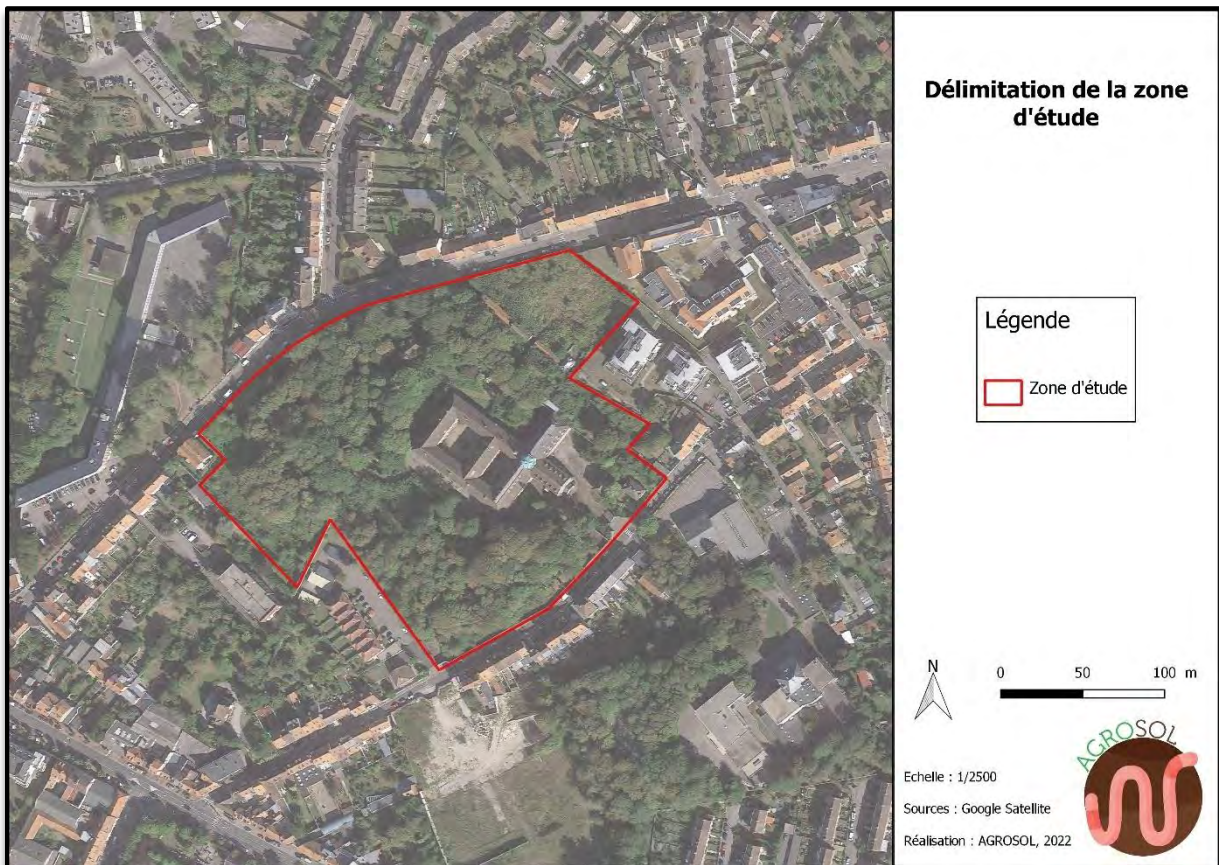 Délimitation de la zone
d'étude
Légende
Zone d'étude
N
0 50 100 m
Echelle : 1/2500
Sources : Google Satellite
Réalisation : AGROSOL, 2022
AGROSOL